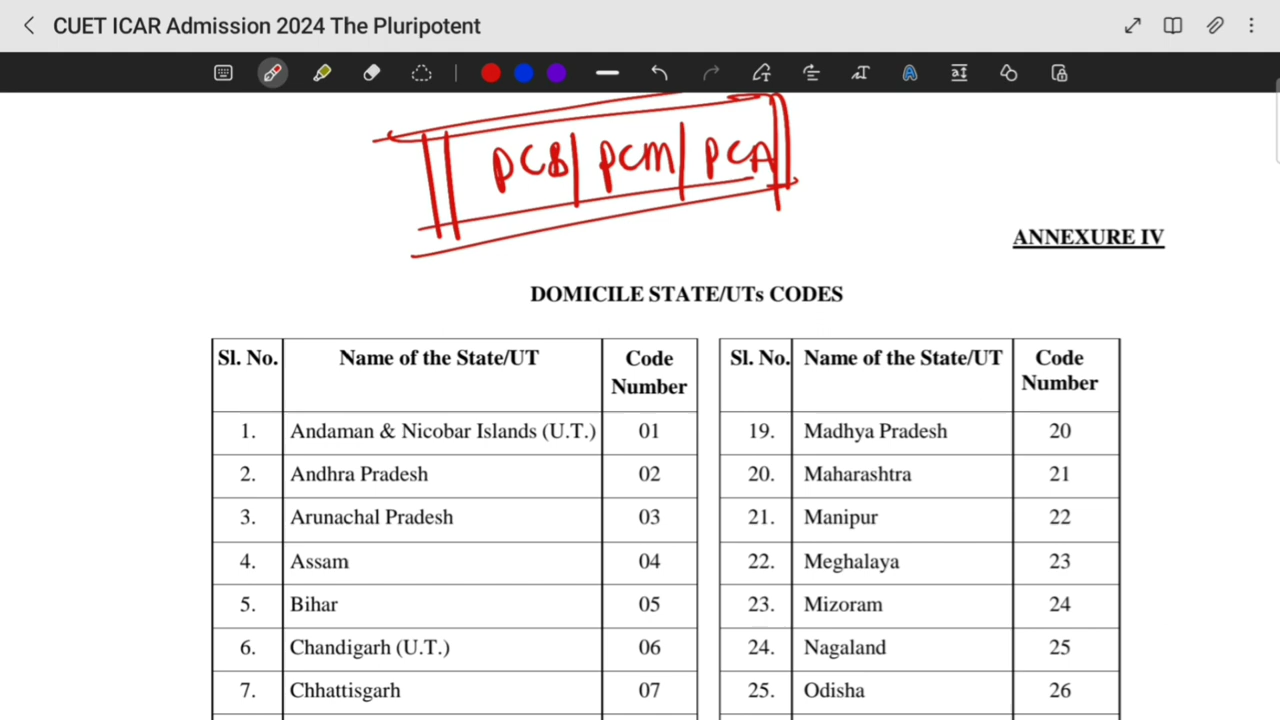 CUET ICAR Admission 2024 The Pluripotent
PCB/ PCM/ PCA
ANNEXURE IV
DOMICILE STATE/UTs CODES
Sl. No. Name of the State/UT Code Number Sl. No. Name of the State/UT Code Number
1. Andaman & Nicobar Islands (U.T.) 01 19. Madhya Pradesh 20
2. Andhra Pradesh 02 20. Maharashtra 21
3. Arunachal Pradesh 03 21. Manipur 22
4. Assam 04 22. Meghalaya 23
5. Bihar 05 23. Mizoram 24
6. Chandigarh (U.T.) 06 24. Nagaland 25
7. Chhattisgarh 07 25. Odisha 26